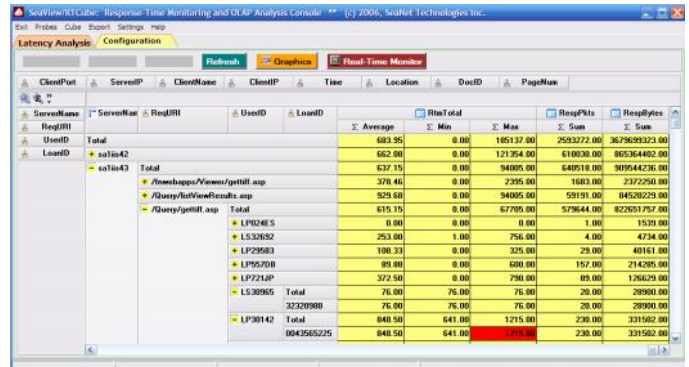 SeaView/RTCube: Response-Time Monitoring and OLAP Analysis Console ** (c) 2006, SeaNet Technologies Inc.
Exit Probes Cube Export Settings Help
Latency Analysis Configuration
Refresh Graphics Real-Time Monitor
ClientPort ServerIP ClientName ClientIP Time Location DocID PageNum
ServerName ServerNam ReqURI UserID LoanID RtmTotal RespPkts RespBytes
ReqURI Σ Average Σ Min Σ Max Σ Sum Σ Sum
UserID Total 683.95 0.00 185137.00 2593272.00 3679699323.00
LoanID + sa1iis42 662.08 0.00 121354.00 610030.00 865364402.00
− sa1iis43 Total 637.15 0.00 94005.00 640518.00 909544236.00
+ /Inwebapps/Viewer/gettiff.asp 378.46 0.00 2395.00 1683.00 2372250.00
+ /Query/listViewResults.asp 929.68 0.00 94005.00 59191.00 84520229.00
− /Query/gettiff.asp Total 615.15 0.00 67705.00 579644.00 822651757.00
+ LP024ES 0.00 0.00 0.00 1.00 1539.00
+ LS32692 253.00 1.00 756.00 4.00 4734.00
+ LP29583 108.33 0.00 325.00 29.00 40161.00
+ LP557DB 89.88 0.00 600.00 157.00 214285.00
+ LP721JP 372.50 0.00 790.00 89.00 126629.00
− LS30965 Total 76.00 76.00 76.00 20.00 28900.00
32320988 76.00 76.00 76.00 20.00 28900.00
− LP30142 Total 848.50 641.00 1215.00 230.00 331502.00
0043565225 848.50 641.00 1215.00 230.00 331502.00